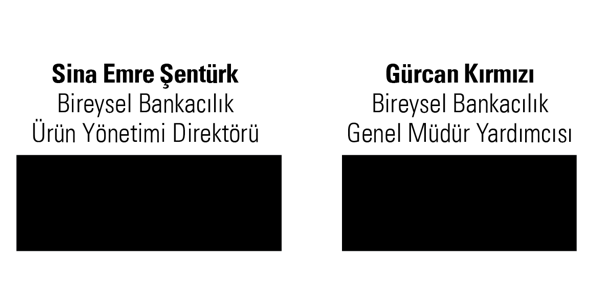 Sina Emre Şentürk
Bireysel Bankacılık
Ürün Yönetimi Direktörü
Gürcan Kırmızı
Bireysel Bankacılık
Genel Müdür Yardımcısı